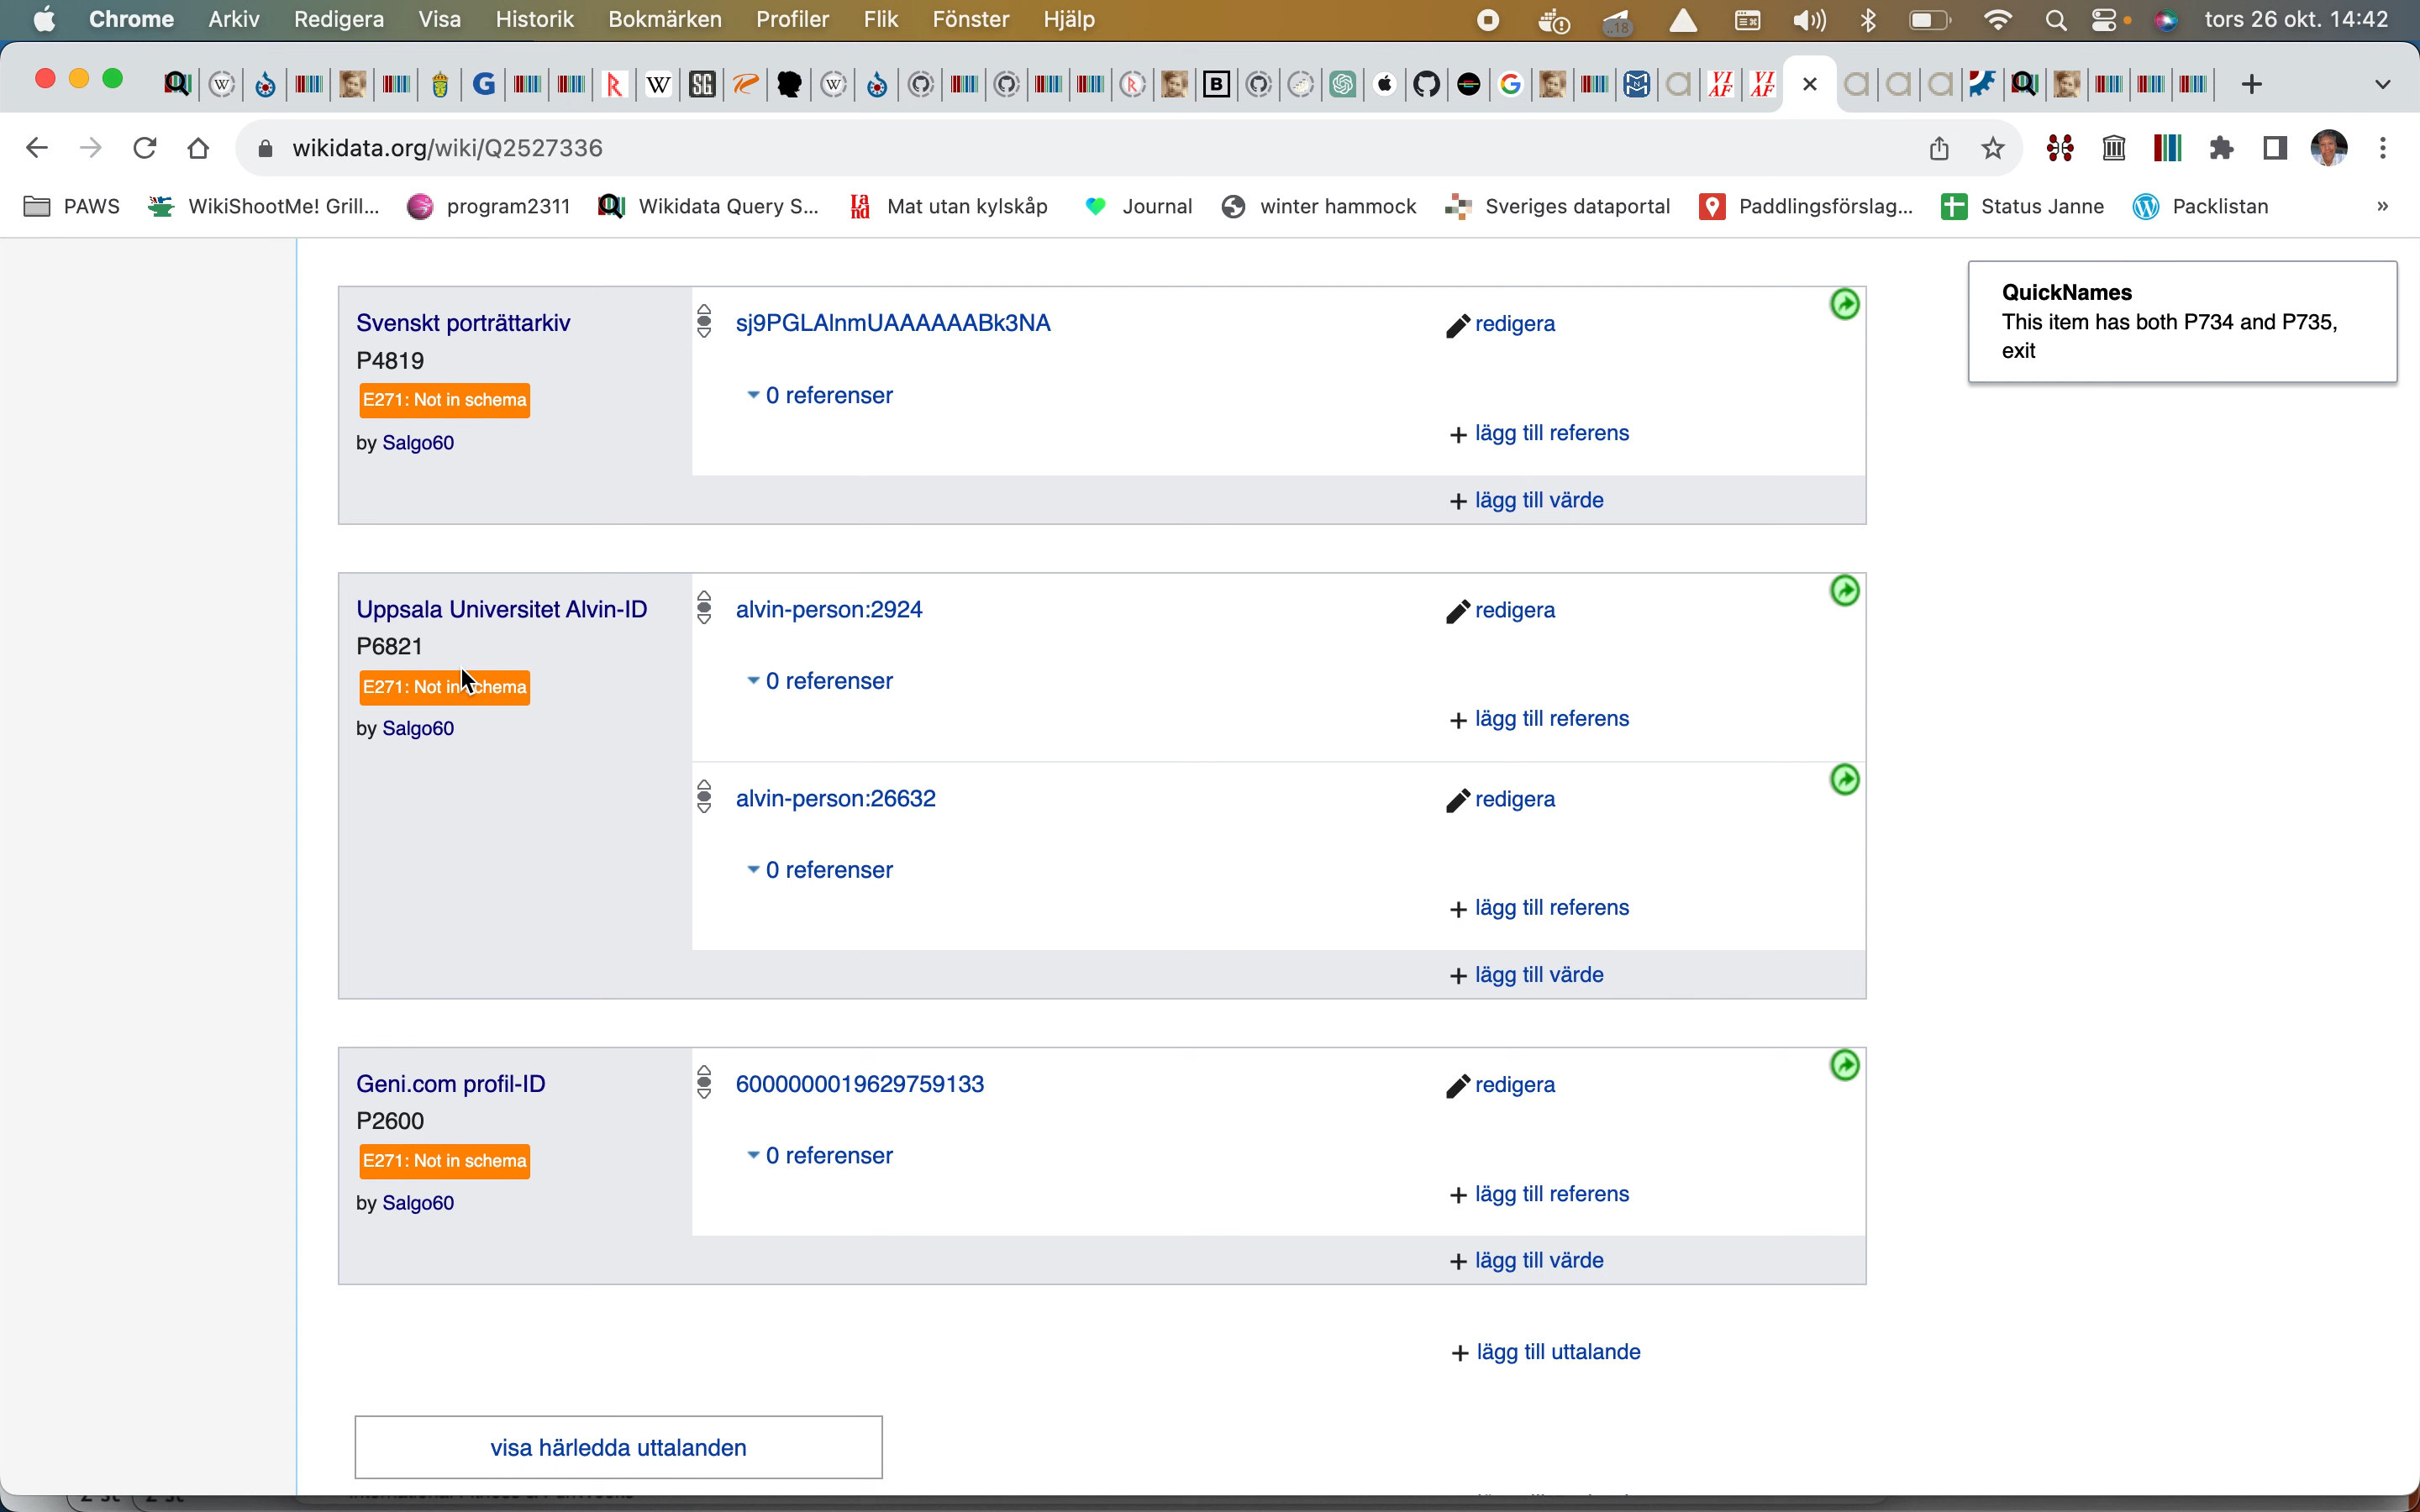 Chrome Arkiv Redigera Visa Historik Bokmärken Profiler Flik Fönster Hjälp tors 26 okt. 14:42
wikidata.org/wiki/Q2527336
PAWS WikiShootMe! Grill... program2311 Wikidata Query S... Mat utan kylskåp Journal winter hammock Sveriges dataportal Paddlingsförslag... Status Janne Packlistan »
QuickNames
This item has both P734 and P735,
exit
Svenskt porträttarkiv
P4819
E271: Not in schema
by Salgo60
sj9PGLAlnmUAAAAAABk3NA
redigera
0 referenser
+ lägg till referens
+ lägg till värde
Uppsala Universitet Alvin-ID
P6821
E271: Not in schema
by Salgo60
alvin-person:2924
redigera
0 referenser
+ lägg till referens
alvin-person:26632
redigera
0 referenser
+ lägg till referens
+ lägg till värde
Geni.com profil-ID
P2600
E271: Not in schema
by Salgo60
6000000019629759133
redigera
0 referenser
+ lägg till referens
+ lägg till värde
+ lägg till uttalande
visa härledda uttalanden